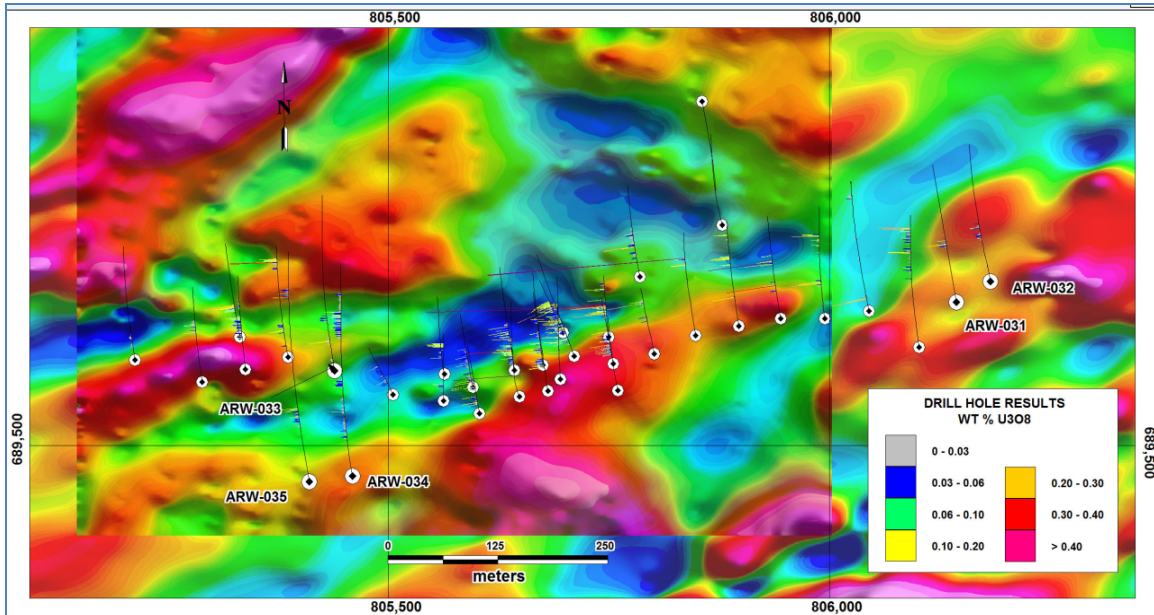 805,500
806,000
N
ARW-032
ARW-031
ARW-033
689,500
689,500
ARW-035
ARW-034
DRILL HOLE RESULTS
WT % U3O8
0 - 0.03
0.03 - 0.06
0.20 - 0.30
0.06 - 0.10
0.30 - 0.40
0.10 - 0.20
> 0.40
0
125
250
meters
805,500
806,000